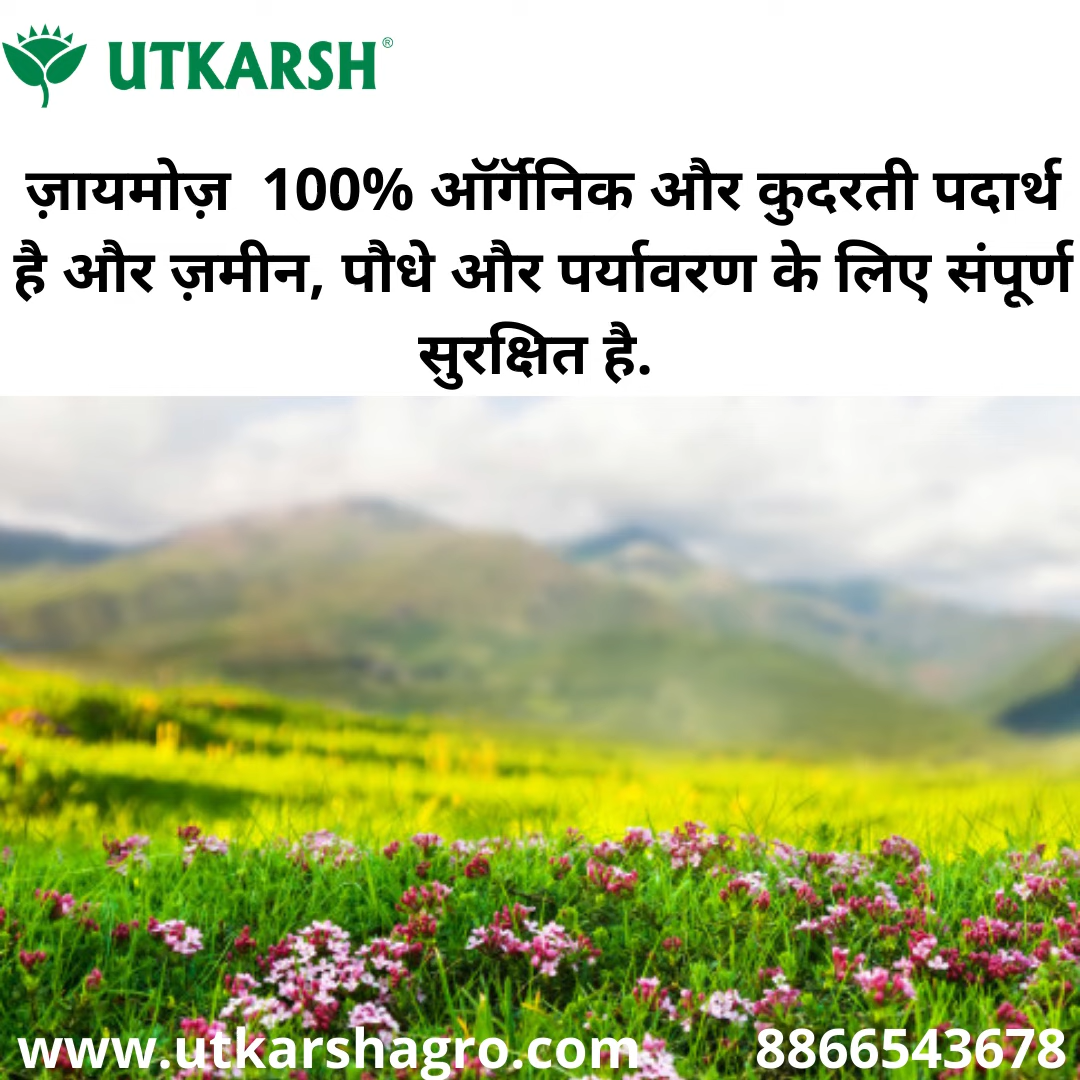 UTKARSH®
ज़ायमोज़ 100% ऑर्गॅनिक और कुदरती पदार्थ
है और ज़मीन, पौधे और पर्यावरण के लिए संपूर्ण
सुरक्षित है.
www.utkarshagro.com 8866543678